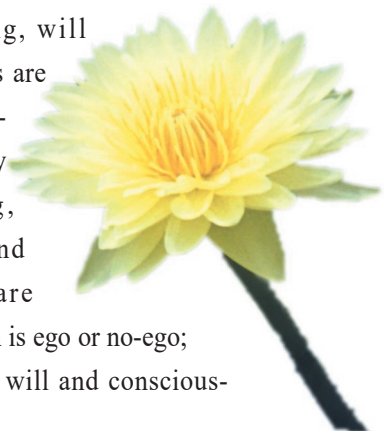 g, will
s are
-
y
g,
nd
are
is ego or no-ego;
will and conscious-